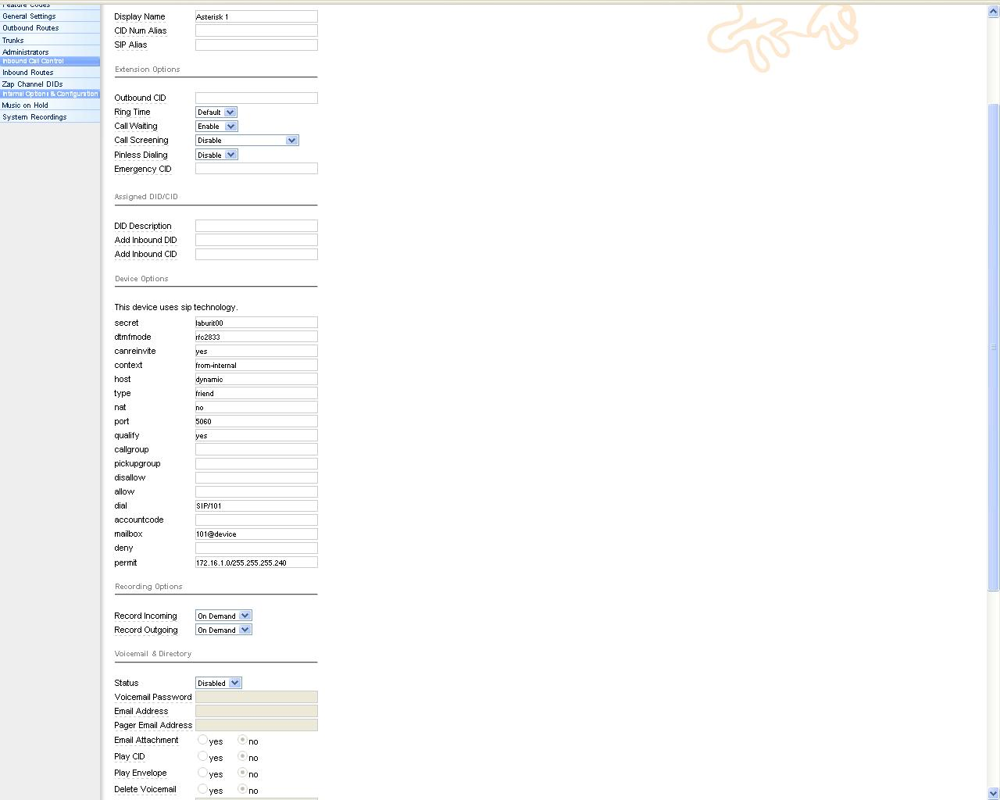 Feature Codes
General Settings
Outbound Routes
Trunks
Administrators
Inbound Call Control
Inbound Routes
Zap Channel DIDs
Internal Options & Configuration
Music on Hold
System Recordings
Display Name Asterisk 1
CID Num Alias
SIP Alias
Extension Options
Outbound CID
Ring Time Default
Call Waiting Enable
Call Screening Disable
Pinless Dialing Disable
Emergency CID
Assigned DID/CID
DID Description
Add Inbound DID
Add Inbound CID
Device Options
This device uses sip technology.
secret laburit00
dtmfmode rfc2833
canreinvite yes
context from-internal
host dynamic
type friend
nat no
port 5060
qualify yes
callgroup
pickupgroup
disallow
allow
dial SIP/101
accountcode
mailbox 101@device
deny
permit 172.16.1.0/255.255.255.240
Recording Options
Record Incoming On Demand
Record Outgoing On Demand
Voicemail & Directory
Status Disabled
Voicemail Password
Email Address
Pager Email Address
Email Attachment yes no
Play CID yes no
Play Envelope yes no
Delete Voicemail yes no